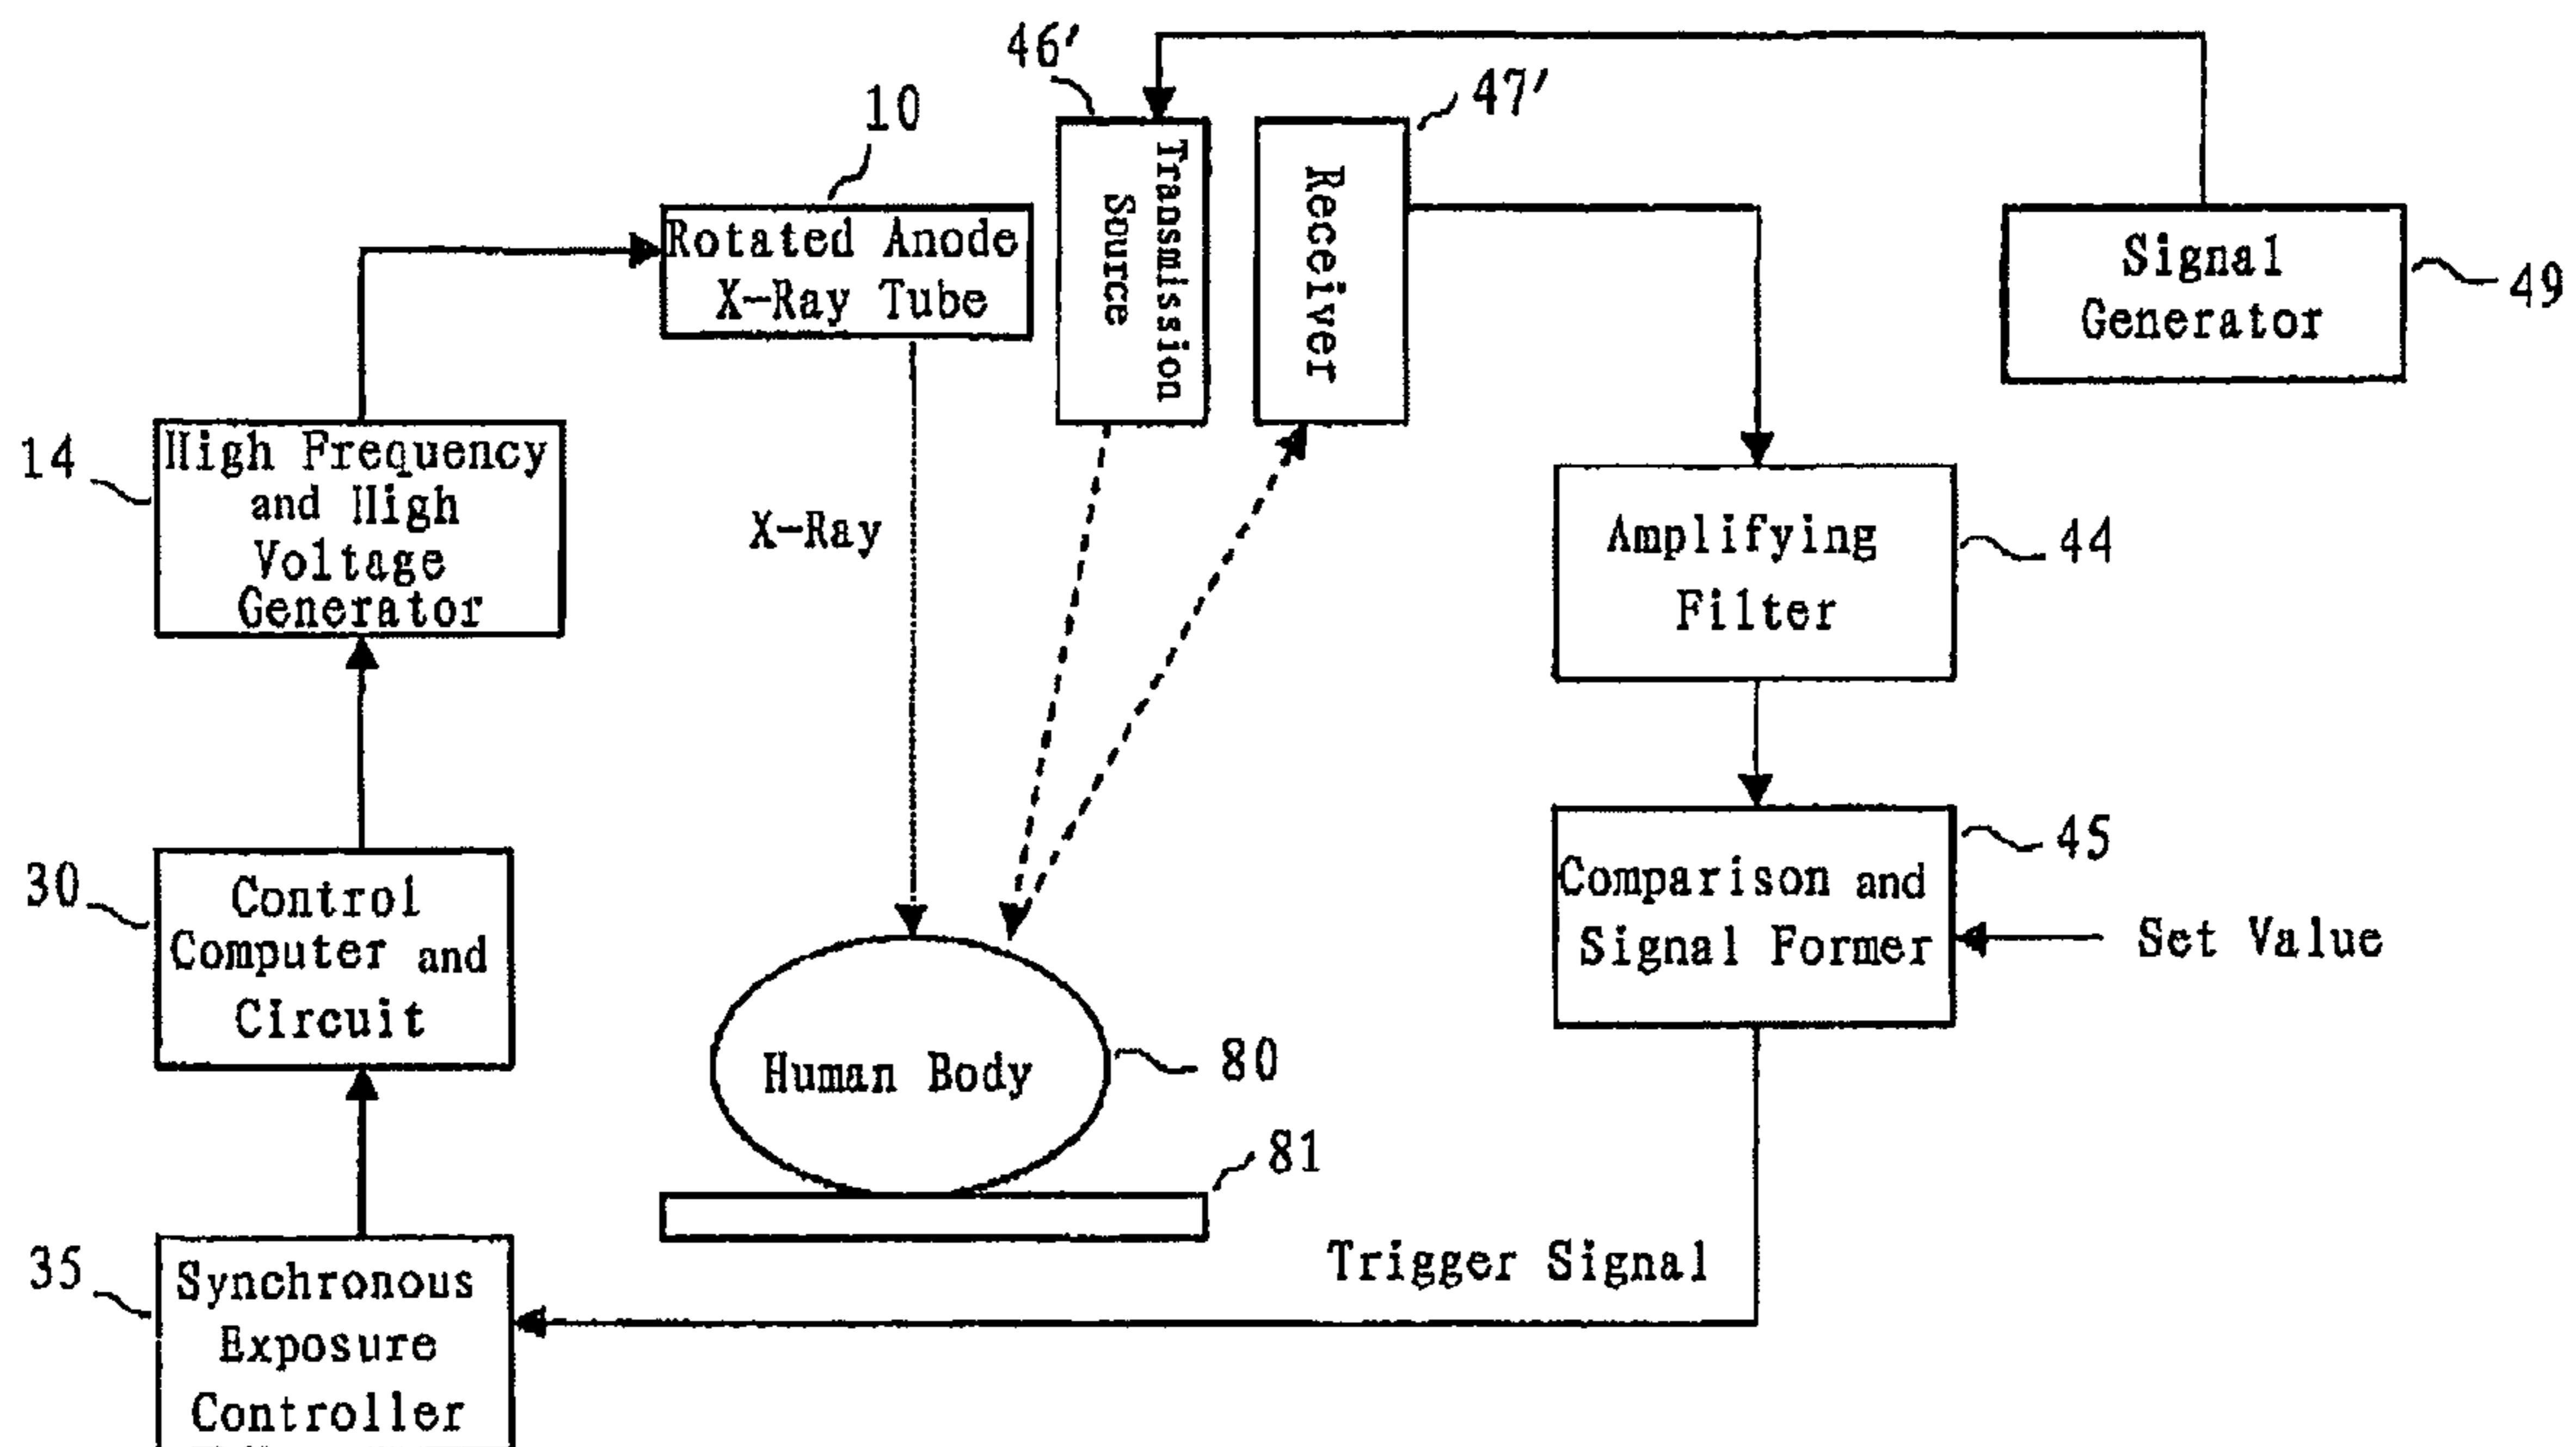 46'
47'
10
Transmission
Source
Receiver
Rotated Anode
X-Ray Tube
Signal
Generator
49
14
High Frequency
and High
Voltage
Generator
X-Ray
Amplifying
Filter
44
30
Control
Computer and
Circuit
45
Comparison and
Signal Former
Set Value
Human Body
80
81
35
Synchronous
Exposure
Controller
Trigger Signal